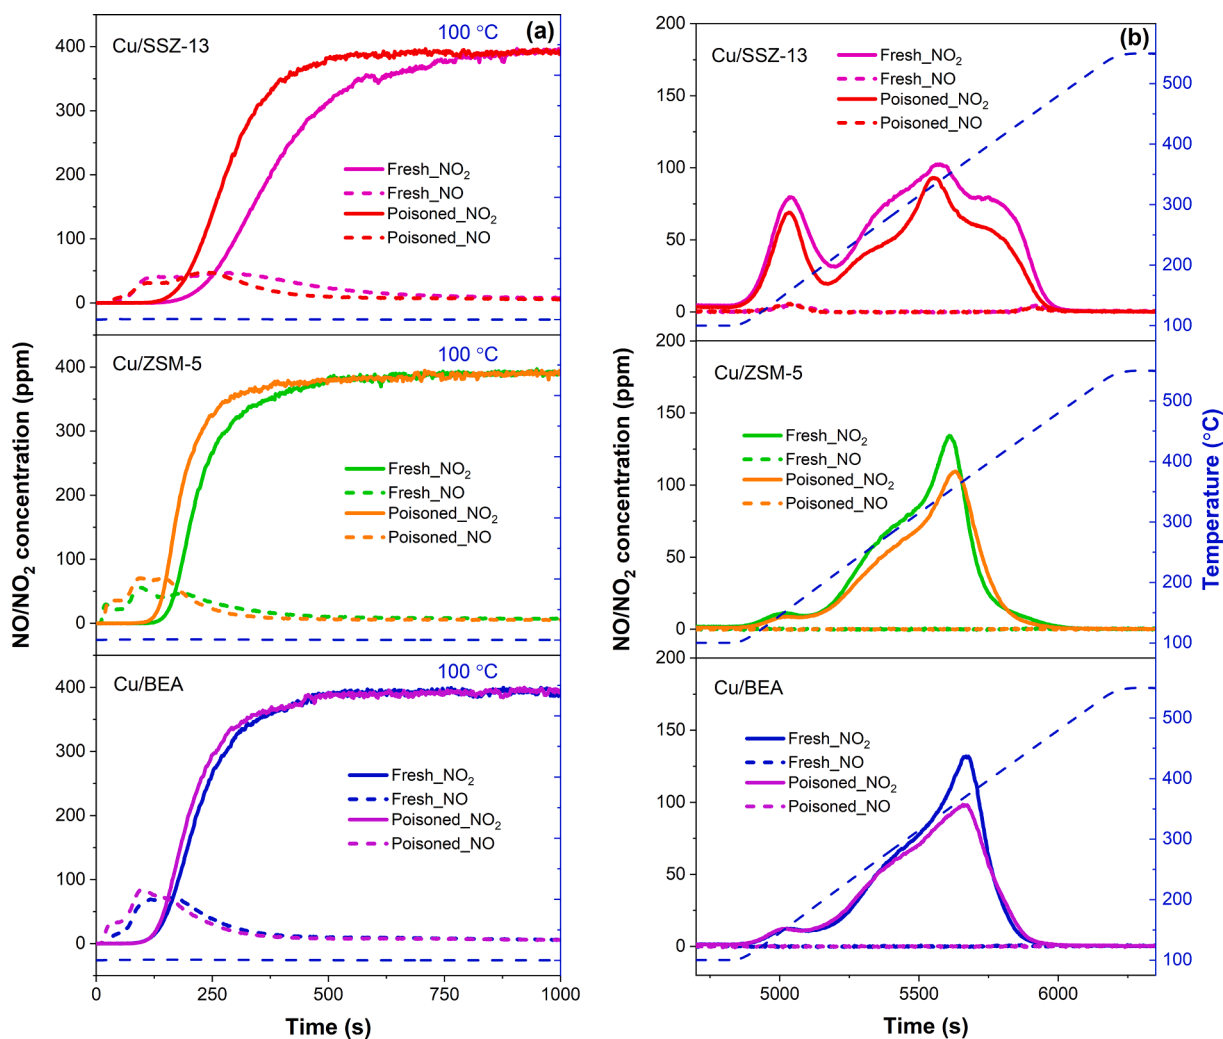 (a)
100 °C
Cu/SSZ-13
400
300
200
100
0
Fresh_NO₂
Fresh_NO
Poisoned_NO₂
Poisoned_NO
100 °C
Cu/ZSM-5
400
300
200
100
0
Fresh_NO₂
Fresh_NO
Poisoned_NO₂
Poisoned_NO
100 °C
Cu/BEA
400
300
200
100
0
Fresh_NO₂
Fresh_NO
Poisoned_NO₂
Poisoned_NO
NO/NO₂ concentration (ppm)
0 250 500 750 1000
Time (s)
(b)
Cu/SSZ-13
200
150
100
50
0
Fresh_NO₂
Fresh_NO
Poisoned_NO₂
Poisoned_NO
500
400
300
200
100
Cu/ZSM-5
200
150
100
50
0
Fresh_NO₂
Fresh_NO
Poisoned_NO₂
Poisoned_NO
500
400
300
200
100
Cu/BEA
200
150
100
50
0
Fresh_NO₂
Fresh_NO
Poisoned_NO₂
Poisoned_NO
500
400
300
200
100
NO/NO₂ concentration (ppm)
Temperature (°C)
5000 5500 6000
Time (s)